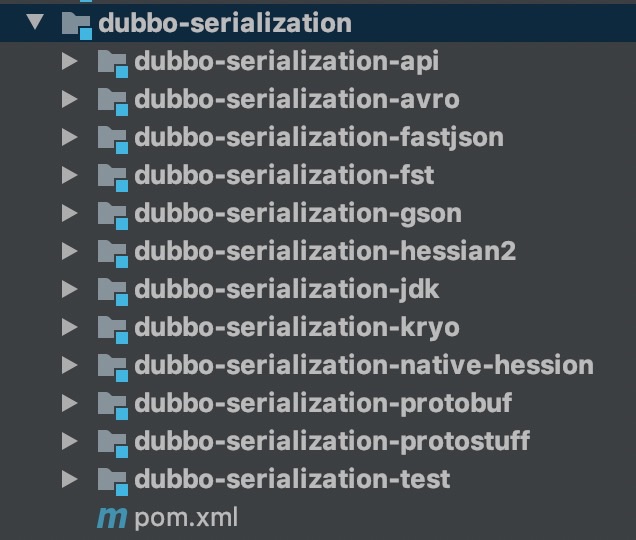 dubbo-serialization
dubbo-serialization-api
dubbo-serialization-avro
dubbo-serialization-fastjson
dubbo-serialization-fst
dubbo-serialization-gson
dubbo-serialization-hessian2
dubbo-serialization-jdk
dubbo-serialization-kryo
dubbo-serialization-native-hession
dubbo-serialization-protobuf
dubbo-serialization-protostuff
dubbo-serialization-test
m pom.xml